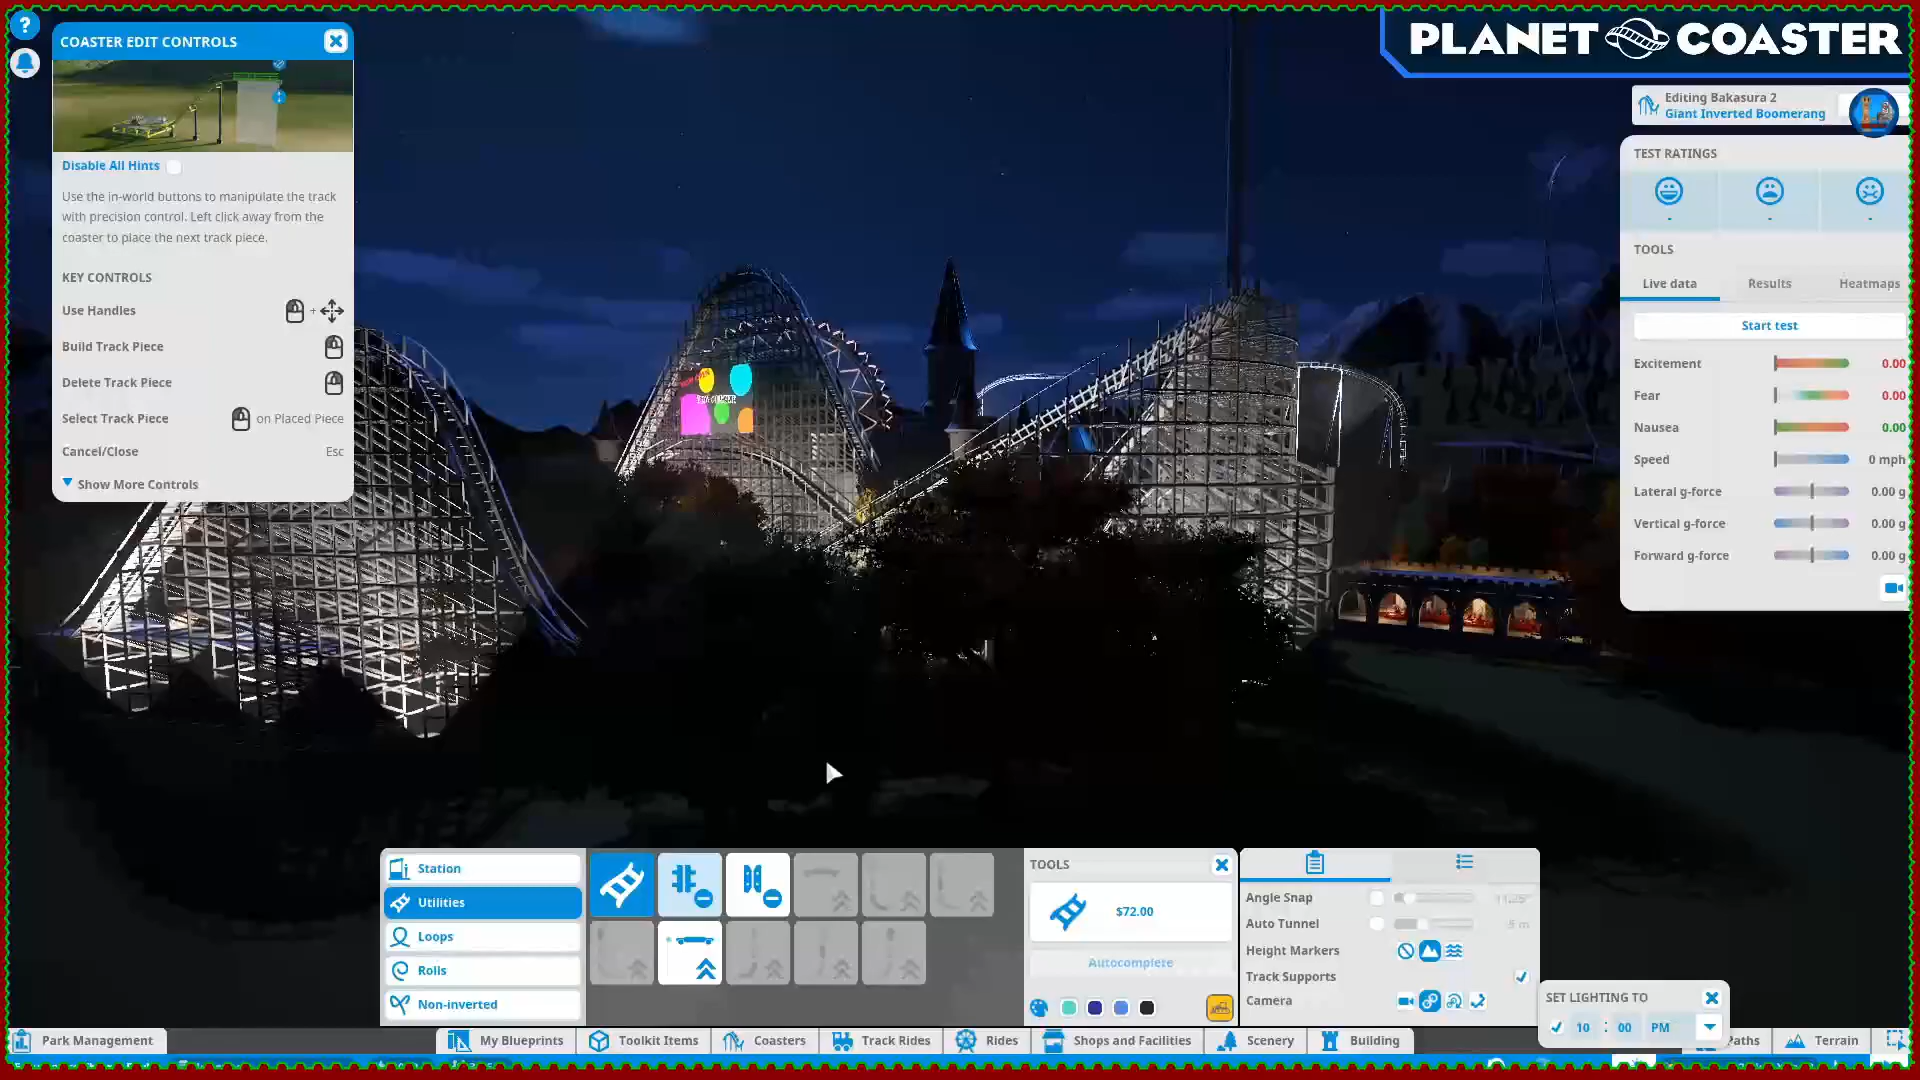 ?
COASTER EDIT CONTROLS
Disable All Hints
Use the in-world buttons to manipulate the track
with precision control. Left click away from the
coaster to place the next track piece.
KEY CONTROLS
Use Handles +
Build Track Piece
Delete Track Piece
Select Track Piece on Placed Piece
Cancel/Close Esc
Show More Controls
PLANET COASTER
Editing Bakasura 2
Giant Inverted Boomerang
TEST RATINGS
- - -
TOOLS
Live data Results Heatmaps
Start test
Excitement 0.00
Fear 0.00
Nausea 0.00
Speed 0 mph
Lateral g-force 0.00 g
Vertical g-force 0.00 g
Forward g-force 0.00 g
Station
Utilities
Loops
Rolls
Non-inverted
TOOLS
$72.00
Autocomplete
Angle Snap 11.25°
Auto Tunnel 5 m
Height Markers
Track Supports
Camera
SET LIGHTING TO
10 : 00 PM
Park Management
My Blueprints
Toolkit Items
Coasters
Track Rides
Rides
Shops and Facilities
Scenery
Building
Paths
Terrain